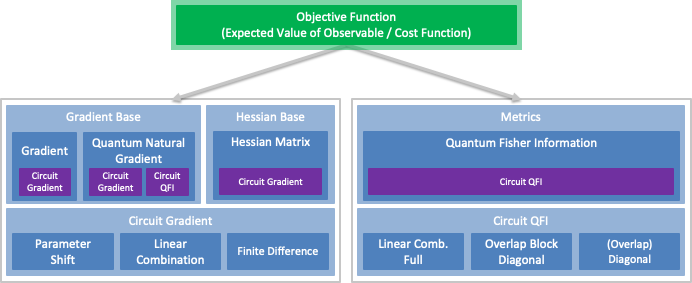 Objective Function
(Expected Value of Observable / Cost Function)
Gradient Base
Gradient
Circuit
Gradient
Quantum Natural
Gradient
Circuit
Gradient
Circuit
QFI
Hessian Base
Hessian Matrix
Circuit Gradient
Circuit Gradient
Parameter
Shift
Linear
Combination
Finite Difference
Metrics
Quantum Fisher Information
Circuit QFI
Circuit QFI
Linear Comb.
Full
Overlap Block
Diagonal
(Overlap)
Diagonal